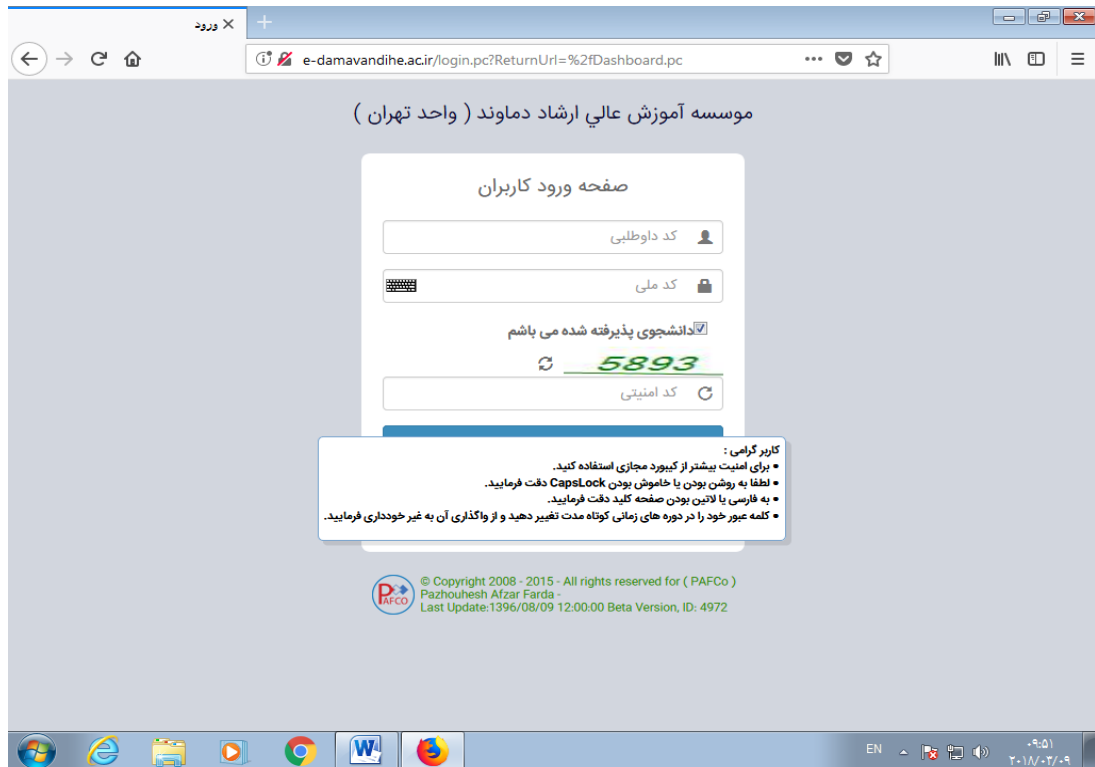 ورود
e-damavandihe.ac.ir/login.pc?ReturnUrl=%2fDashboard.pc
موسسه آموزش عالي ارشاد دماوند ( واحد تهران )
صفحه ورود کاربران
کد داوطلبی
کد ملی
دانشجوی پذیرفته شده می باشم
5893
کد امنیتی
کاربر گرامی :
• برای امنیت بیشتر از کیبورد مجازی استفاده کنید.
• لطفا به روشن بودن یا خاموش بودن CapsLock دقت فرمایید.
• به فارسی یا لاتین بودن صفحه کلید دقت فرمایید.
• کلمه عبور خود را در دوره های زمانی کوتاه مدت تغییر دهید و از واگذاری آن به غیر خودداری فرمایید.
© Copyright 2008 - 2015 - All rights reserved for ( PAFCo )
Pazhouhesh Afzar Farda -
Last Update:1396/08/09 12:00:00 Beta Version, ID: 4972
PAFCO
EN
۰۹:۵۱
۲۰۱۸/۰۳/۰۹